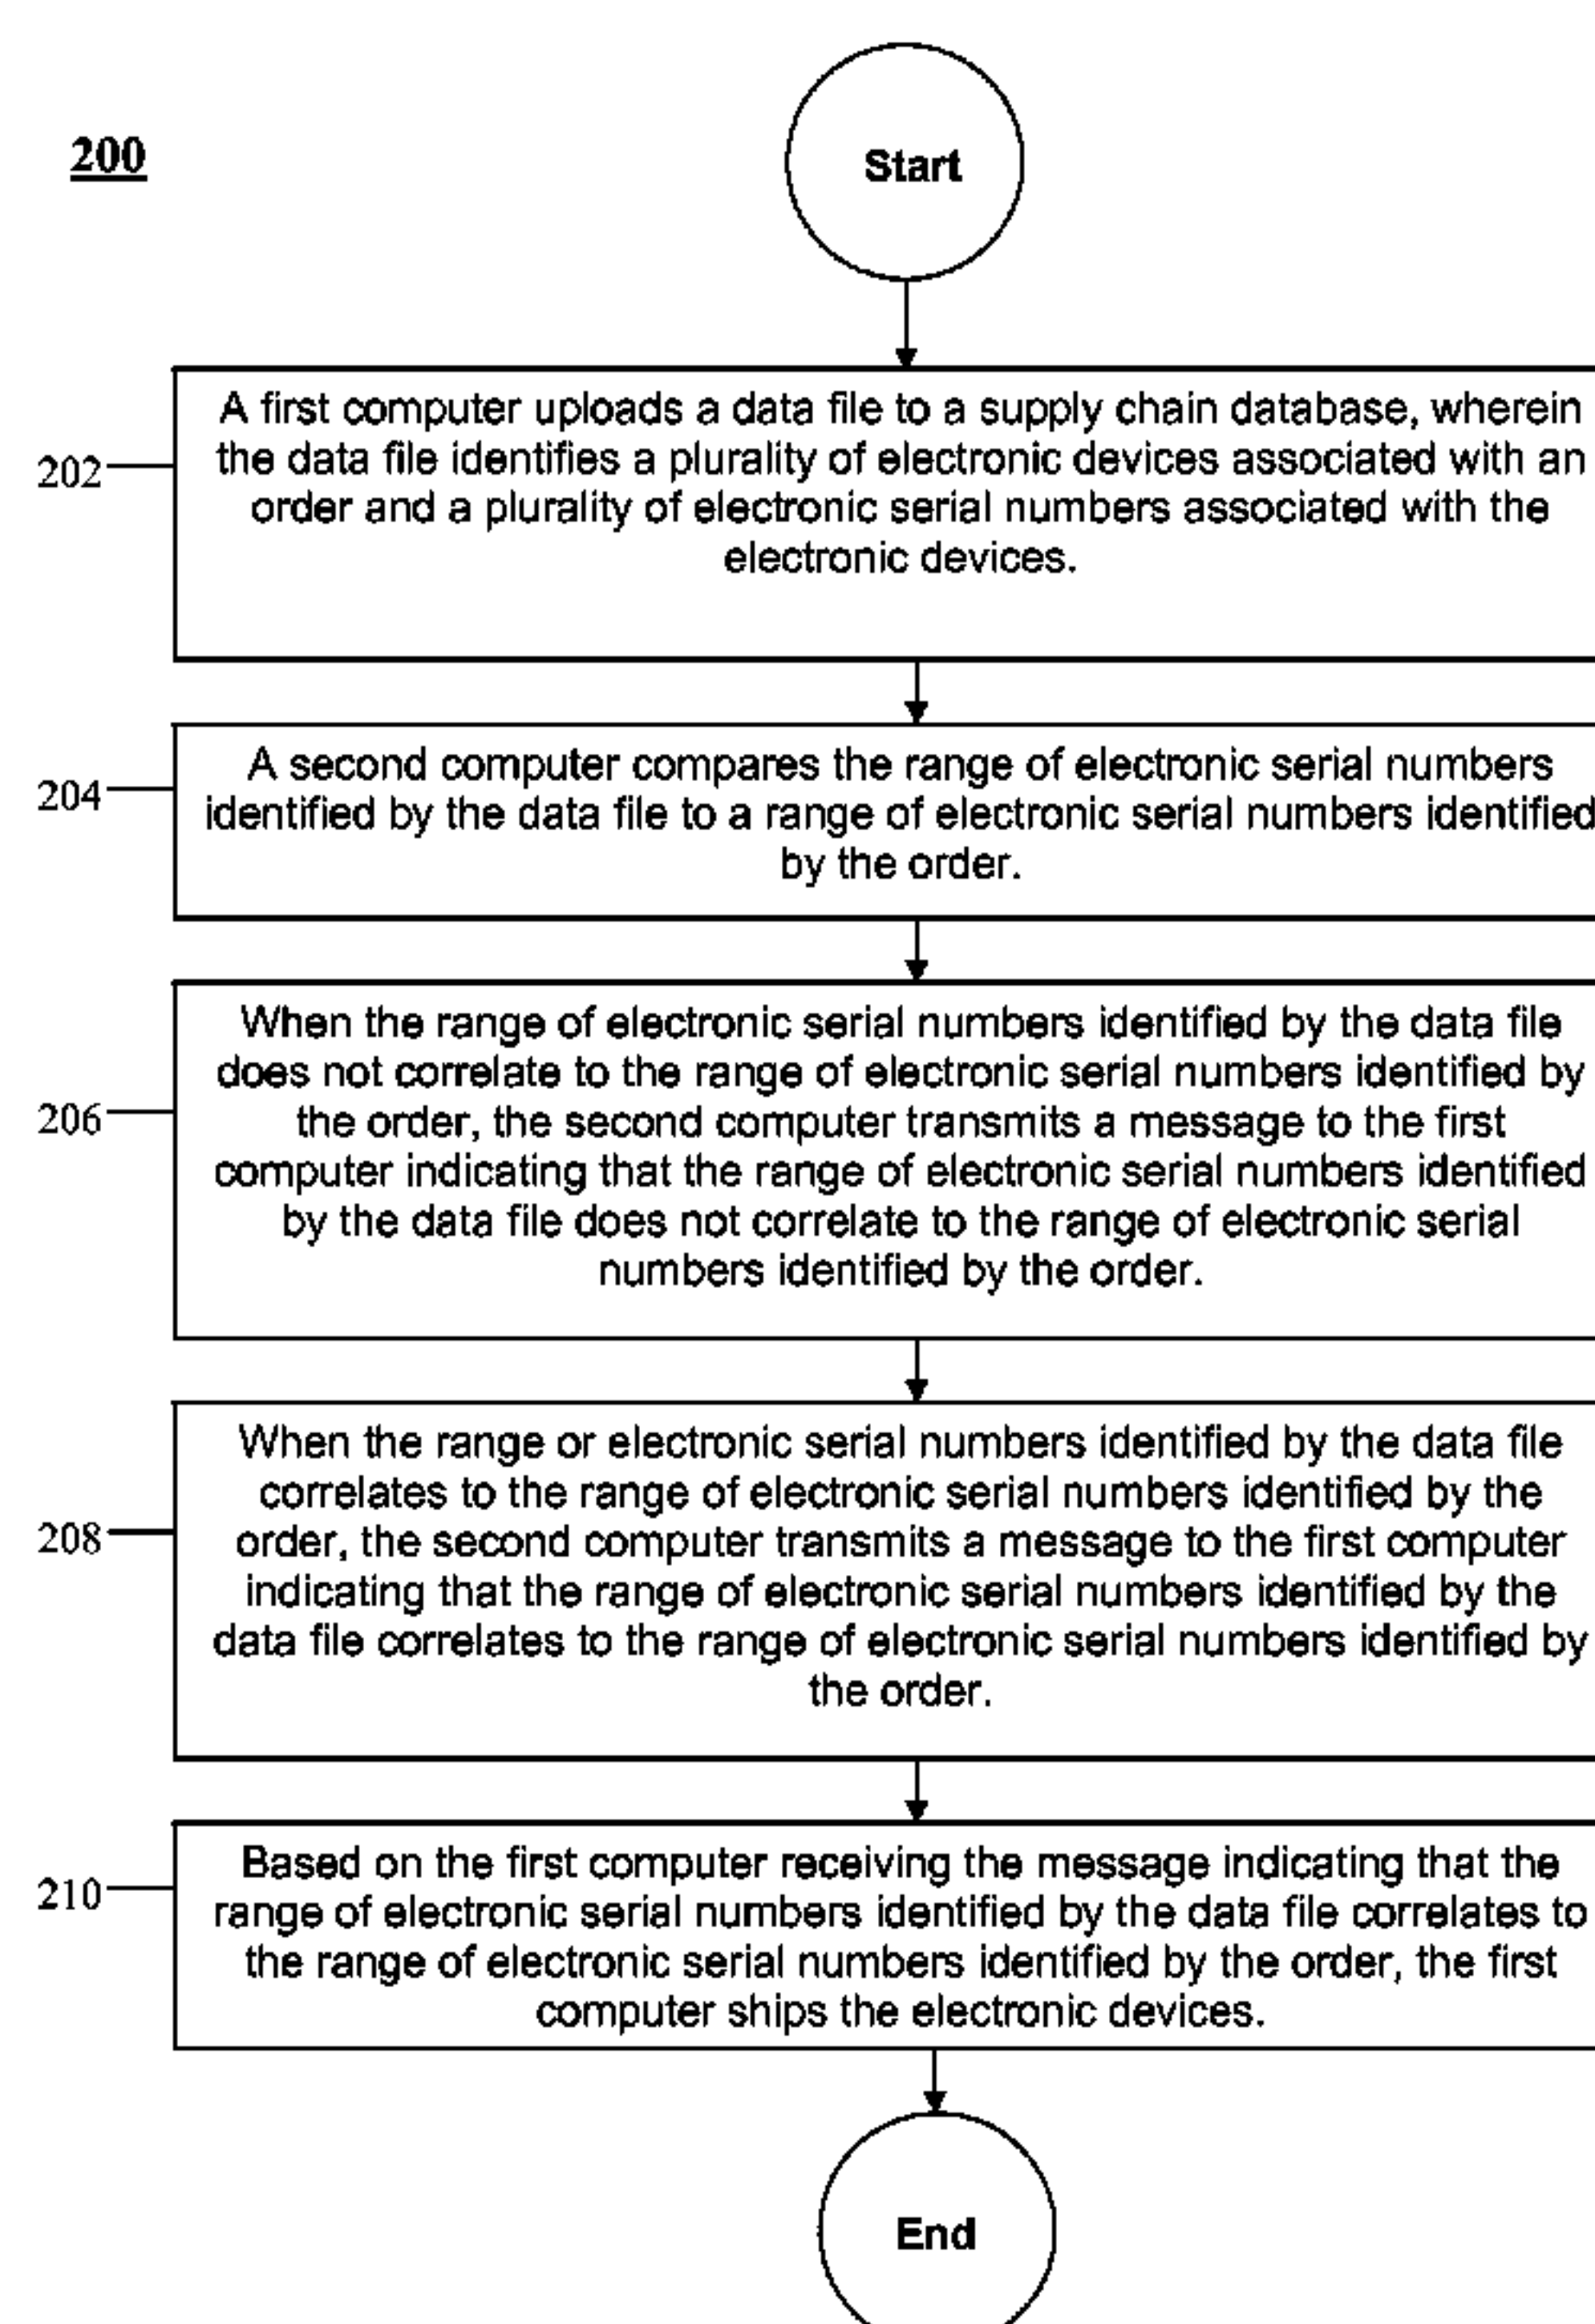 200
Start
202
A first computer uploads a data file to a supply chain database, wherein
the data file identifies a plurality of electronic devices associated with an
order and a plurality of electronic serial numbers associated with the
electronic devices.
204
A second computer compares the range of electronic serial numbers
identified by the data file to a range of electronic serial numbers identified
by the order.
206
When the range of electronic serial numbers identified by the data file
does not correlate to the range of electronic serial numbers identified by
the order, the second computer transmits a message to the first
computer indicating that the range of electronic serial numbers identified
by the data file does not correlate to the range of electronic serial
numbers identified by the order.
208
When the range or electronic serial numbers identified by the data file
correlates to the range of electronic serial numbers identified by the
order, the second computer transmits a message to the first computer
indicating that the range of electronic serial numbers identified by the
data file correlates to the range of electronic serial numbers identified by
the order.
210
Based on the first computer receiving the message indicating that the
range of electronic serial numbers identified by the data file correlates to
the range of electronic serial numbers identified by the order, the first
computer ships the electronic devices.
End